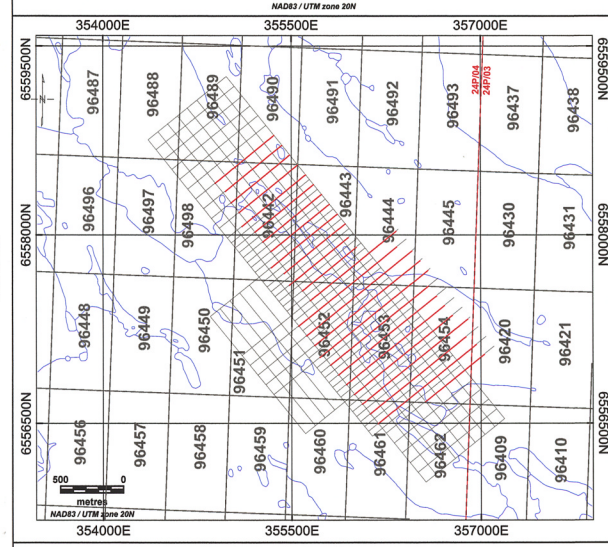 NAD83 / UTM zone 20N
354000E 355500E 357000E
6559500N 6559500N
24P/04
24P/03
N
96487 96488 96489 96490 96491 96492 96493 96437 96438
96496 96497 96498 96442 96443 96444 96445 96430 96431
6558000N 6558000N
96448 96449 96450 96451 96452 96453 96454 96420 96421
6556500N 6556500N
96456 96457 96458 96459 96460 96461 96462 96409 96410
500 0
metres
NAD83 / UTM zone 20N
354000E 355500E 357000E